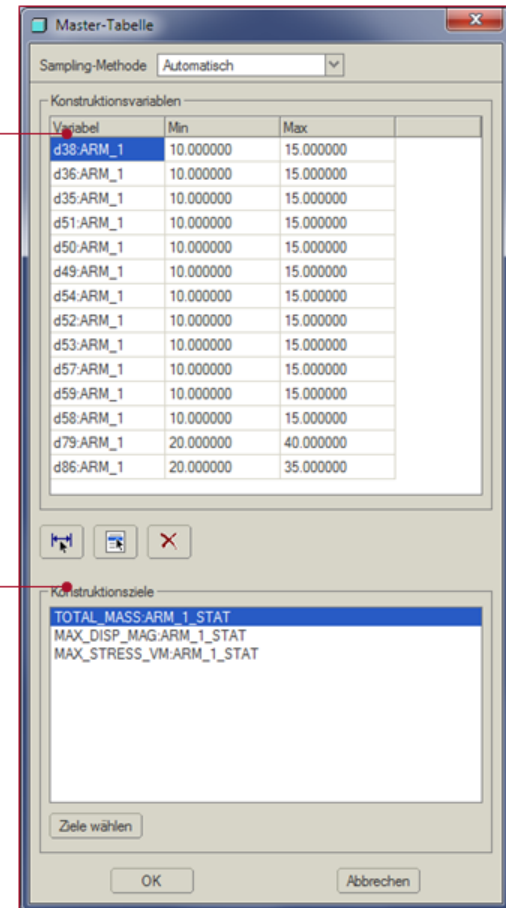 Master-Tabelle
Sampling-Methode Automatisch
Konstruktionsvariablen
Variabel Min Max
d38:ARM_1 10.000000 15.000000
d36:ARM_1 10.000000 15.000000
d35:ARM_1 10.000000 15.000000
d51:ARM_1 10.000000 15.000000
d50:ARM_1 10.000000 15.000000
d49:ARM_1 10.000000 15.000000
d54:ARM_1 10.000000 15.000000
d52:ARM_1 10.000000 15.000000
d53:ARM_1 10.000000 15.000000
d57:ARM_1 10.000000 15.000000
d59:ARM_1 10.000000 15.000000
d58:ARM_1 10.000000 15.000000
d79:ARM_1 20.000000 40.000000
d86:ARM_1 20.000000 35.000000
Konstruktionsziele
TOTAL_MASS:ARM_1_STAT
MAX_DISP_MAG:ARM_1_STAT
MAX_STRESS_VM:ARM_1_STAT
Ziele wählen
OK Abbrechen